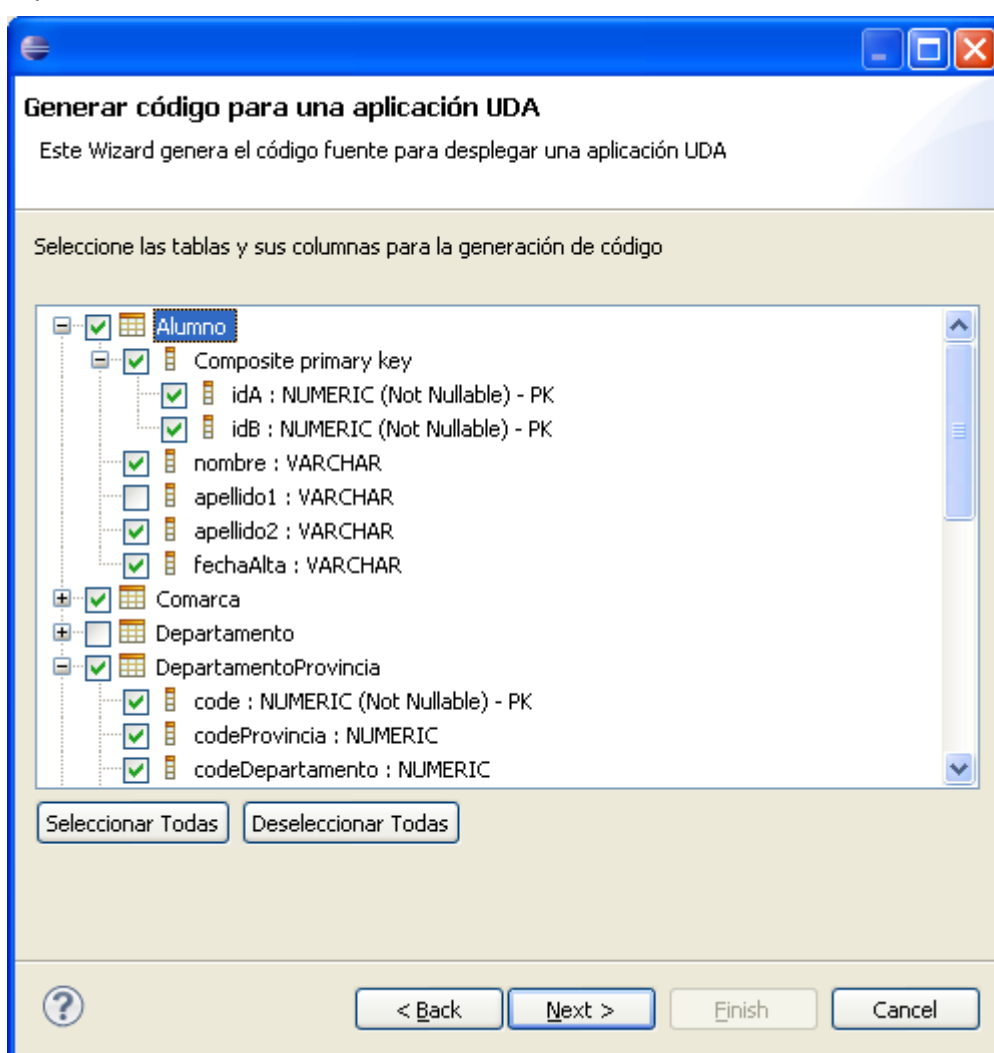 Generar código para una aplicación UDA
Este Wizard genera el código fuente para desplegar una aplicación UDA
Seleccione las tablas y sus columnas para la generación de código
Alumno
Composite primary key
idA : NUMERIC (Not Nullable) - PK
idB : NUMERIC (Not Nullable) - PK
nombre : VARCHAR
apellido1 : VARCHAR
apellido2 : VARCHAR
fechaAlta : VARCHAR
Comarca
Departamento
DepartamentoProvincia
code : NUMERIC (Not Nullable) - PK
codeProvincia : NUMERIC
codeDepartamento : NUMERIC
Seleccionar Todas Deseleccionar Todas
? < Back Next > Finish Cancel